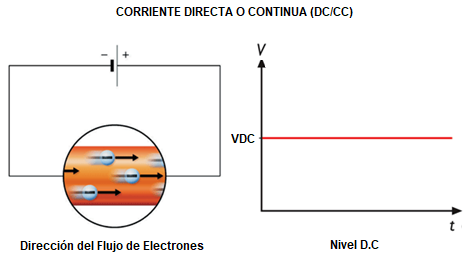 CORRIENTE DIRECTA O CONTINUA (DC/CC)
− +
V
VDC
t
Dirección del Flujo de Electrones
Nivel D.C